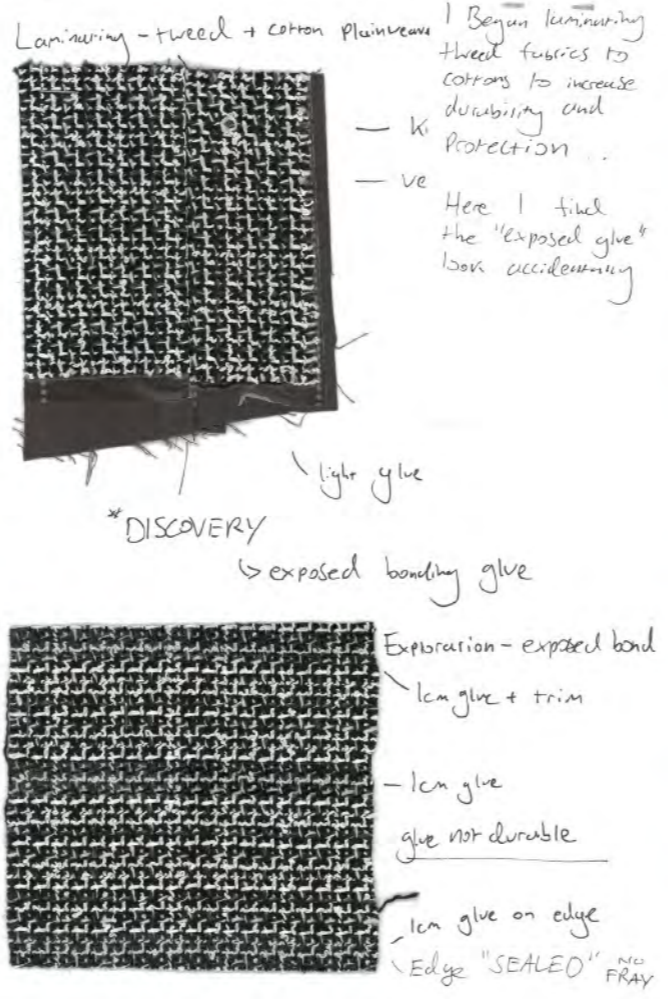 Laminating - tweed + cotton plainweave
I Began laminating
tweed fabrics to
cottons to increase
durability and
Protection ..
Here I find
the "exposed glue"
look accidentally
light glue
*DISCOVERY
↳ exposed bonding glue
Exploration - exposed bond
1cm glue + trim
- 1cm glue
glue not durable
1cm glue on edge
Edge "SEALED" NO
FRAY